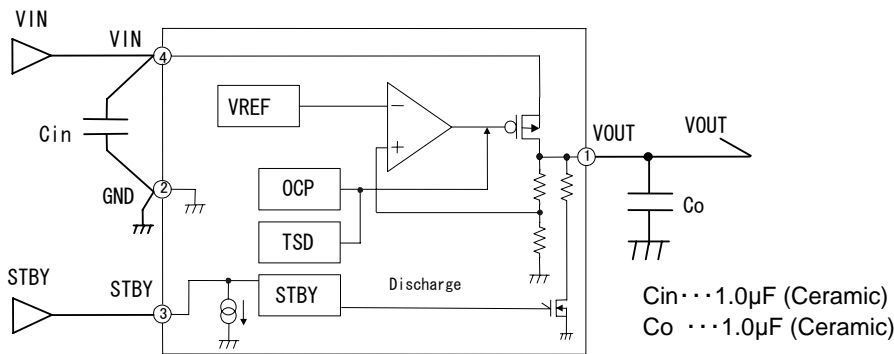 VIN
VIN
4
VREF
−
+
Cin
VOUT
1
VOUT
GND
2
OCP
Co
TSD
STBY
STBY
3
STBY
Discharge
Cin･･･1.0µF (Ceramic)
Co ･･･1.0µF (Ceramic)